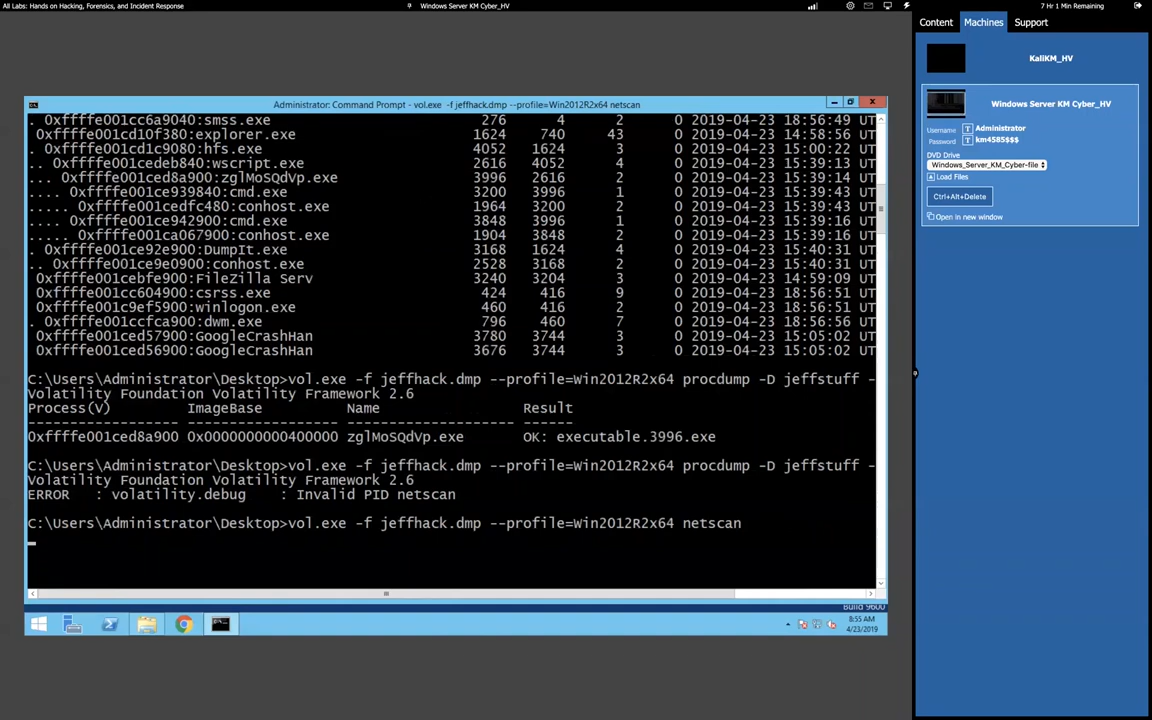 All Labs: Hands on Hacking, Forensics, and Incident Response
Windows Server KM Cyber_HV
7 Hr 1 Min Remaining
Content
Machines
Support
KaliKM_HV
Windows Server KM Cyber_HV
Username
T
Administrator
Password
T
km4585$$$
DVD Drive
Windows_Server_KM_Cyber-file
Load Files
Ctrl+Alt+Delete
Open in new window
Administrator: Command Prompt - vol.exe -f jeffhack.dmp --profile=Win2012R2x64 netscan
. 0xffffe001cc6a9040:smss.exe 276 4 2 0 2019-04-23 18:56:49 UT
 0xffffe001cd10f380:explorer.exe 1624 740 43 0 2019-04-23 14:58:56 UT
. 0xffffe001cd1c9080:hfs.exe 4052 1624 3 0 2019-04-23 15:00:22 UT
.. 0xffffe001cedeb840:wscript.exe 2616 4052 4 0 2019-04-23 15:39:13 UT
... 0xffffe001ced8a900:zglMoSQdVp.exe 3996 2616 2 0 2019-04-23 15:39:14 UT
.... 0xffffe001ce939840:cmd.exe 3200 3996 1 0 2019-04-23 15:39:43 UT
..... 0xffffe001cedfc480:conhost.exe 1964 3200 2 0 2019-04-23 15:39:43 UT
.... 0xffffe001ce942900:cmd.exe 3848 3996 1 0 2019-04-23 15:39:16 UT
..... 0xffffe001ca067900:conhost.exe 1904 3848 2 0 2019-04-23 15:39:16 UT
. 0xffffe001ce92e900:DumpIt.exe 3168 1624 4 0 2019-04-23 15:40:31 UT
.. 0xffffe001ce9e0900:conhost.exe 2528 3168 2 0 2019-04-23 15:40:31 UT
 0xffffe001cebfe900:FileZilla Serv 3240 3204 3 0 2019-04-23 14:59:09 UT
 0xffffe001cc604900:csrss.exe 424 416 9 0 2019-04-23 18:56:51 UT
 0xffffe001c9ef5900:winlogon.exe 460 416 2 0 2019-04-23 18:56:51 UT
. 0xffffe001ccfca900:dwm.exe 796 460 7 0 2019-04-23 18:56:56 UT
 0xffffe001ced57900:GoogleCrashHan 3780 3744 3 0 2019-04-23 15:05:02 UT
 0xffffe001ced56900:GoogleCrashHan 3676 3744 3 0 2019-04-23 15:05:02 UT
C:\Users\Administrator\Desktop>vol.exe -f jeffhack.dmp --profile=Win2012R2x64 procdump -D jeffstuff -
Volatility Foundation Volatility Framework 2.6
Process(V) ImageBase Name Result
------------------ ------------------ -------------------- ------
0xffffe001ced8a900 0x0000000000400000 zglMoSQdVp.exe OK: executable.3996.exe
C:\Users\Administrator\Desktop>vol.exe -f jeffhack.dmp --profile=Win2012R2x64 procdump -D jeffstuff -
Volatility Foundation Volatility Framework 2.6
ERROR : volatility.debug : Invalid PID netscan
C:\Users\Administrator\Desktop>vol.exe -f jeffhack.dmp --profile=Win2012R2x64 netscan
Build 9600
8:55 AM
4/23/2019